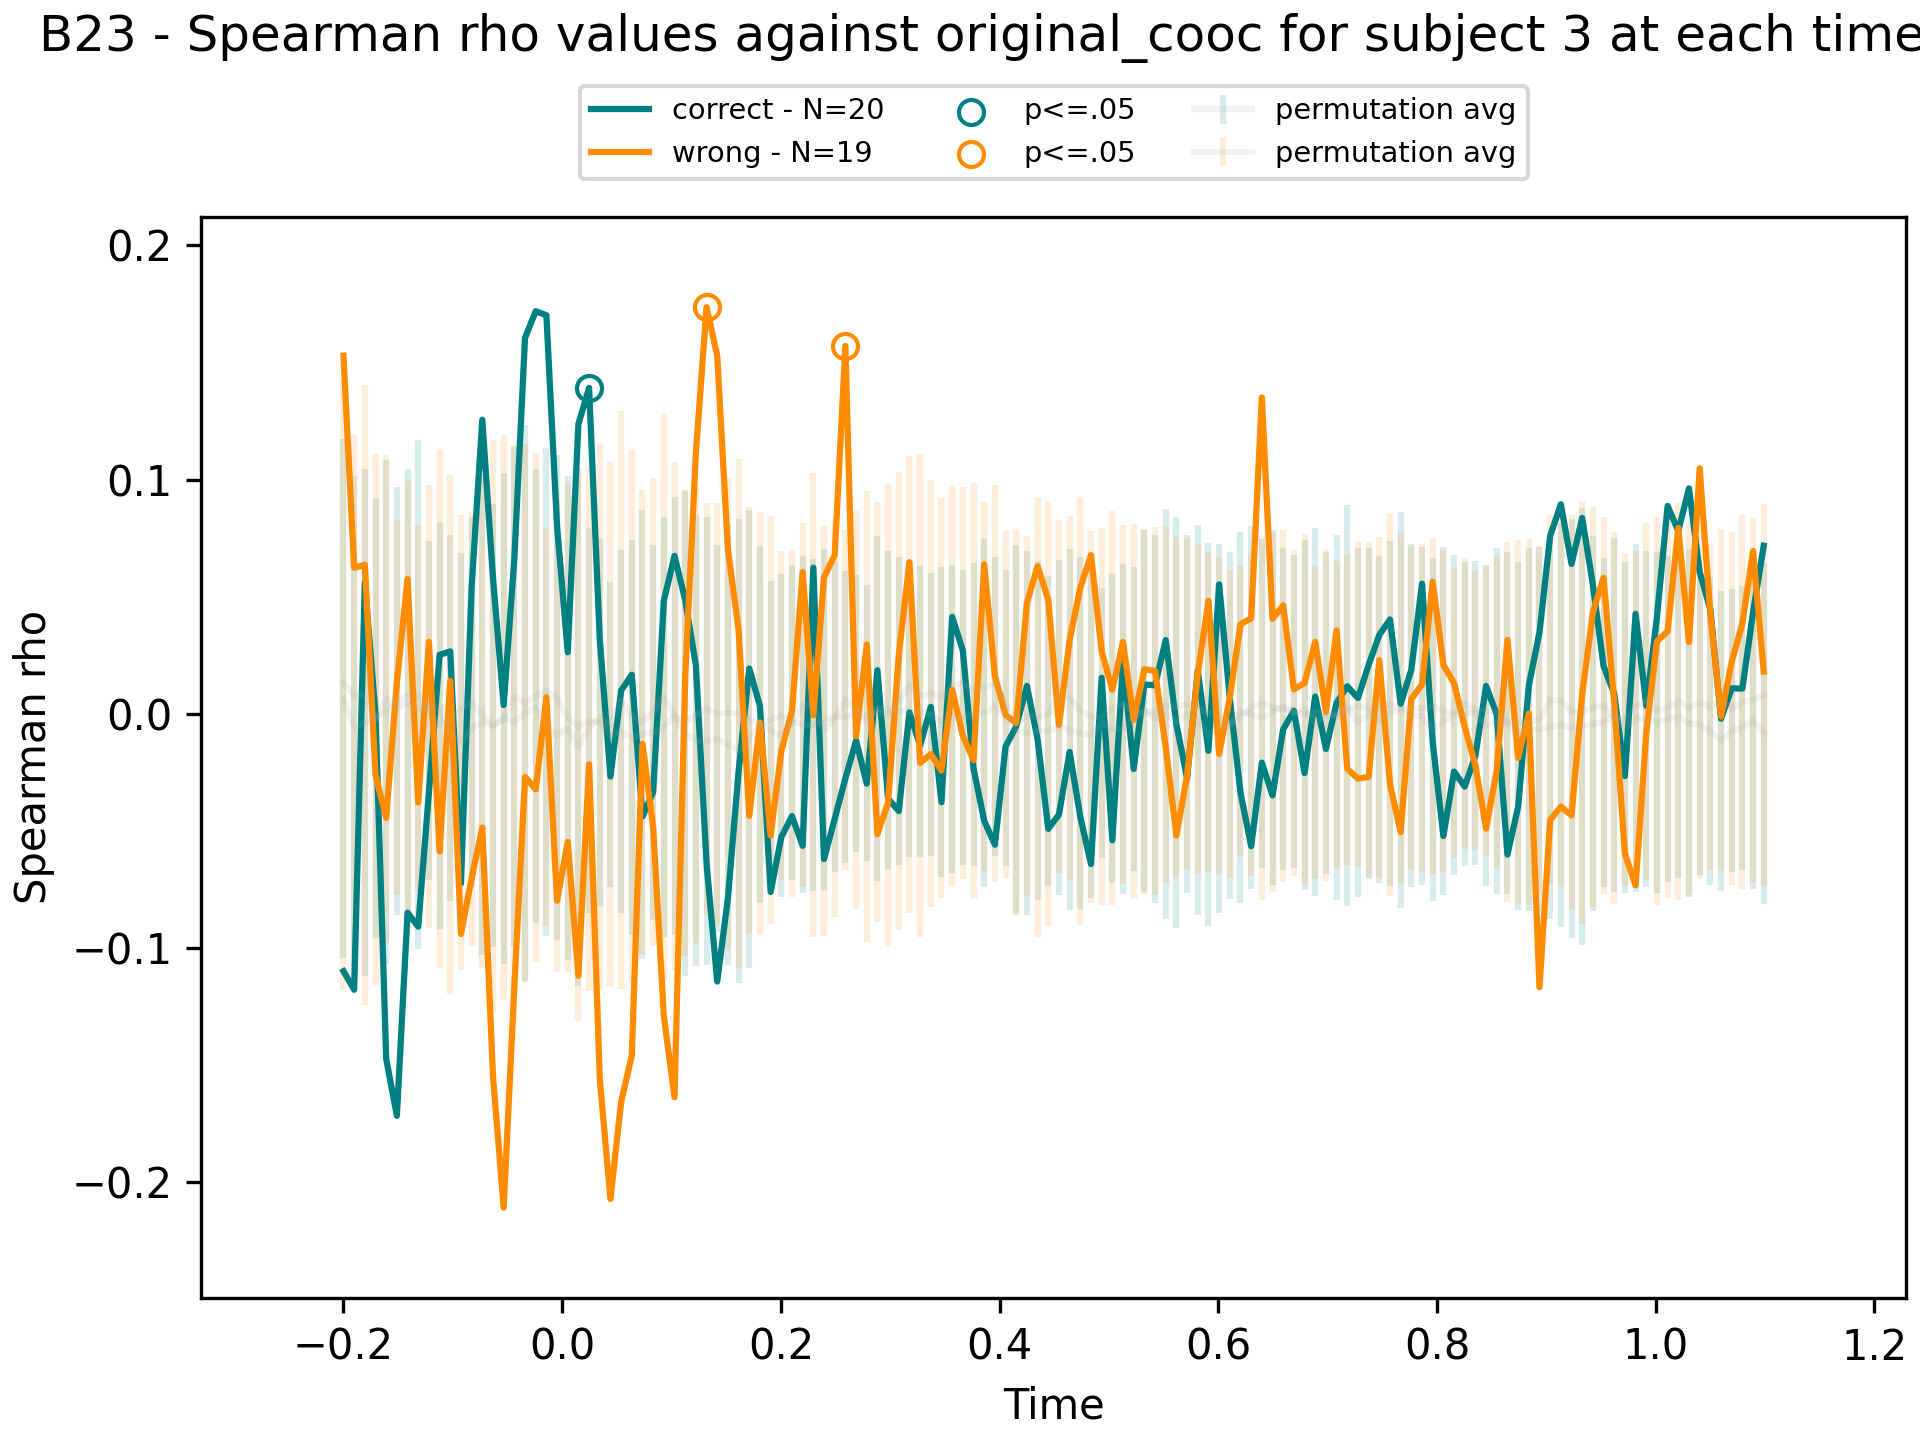 B23 - Spearman rho values against original_cooc for subject 3 at each time
correct - N=20 p<=.05 permutation avg
wrong - N=19 p<=.05 permutation avg
0.2
0.1
0.0
−0.1
−0.2
Spearman rho
−0.2 0.0 0.2 0.4 0.6 0.8 1.0 1.2
Time